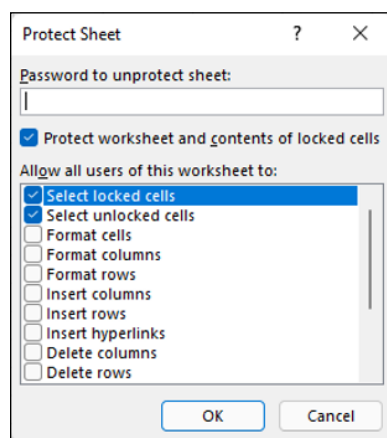 Protect Sheet ?
Password to unprotect sheet:
Protect worksheet and contents of locked cells
Allow all users of this worksheet to:
Select locked cells
Select unlocked cells
Format cells
Format columns
Format rows
Insert columns
Insert rows
Insert hyperlinks
Delete columns
Delete rows
OK Cancel